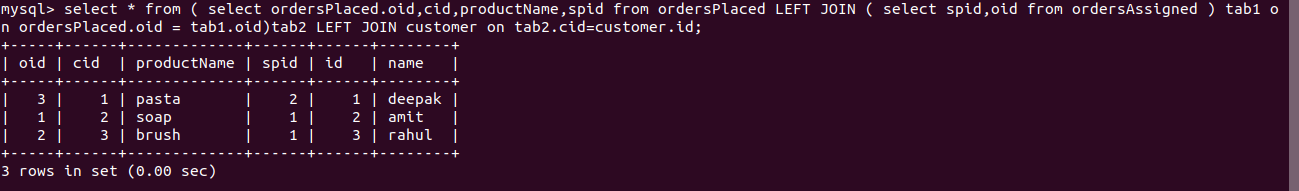 mysql> select * from ( select ordersPlaced.oid,cid,productName,spid from ordersPlaced LEFT JOIN ( select spid,oid from ordersAssigned ) tab1 o
n ordersPlaced.oid = tab1.oid)tab2 LEFT JOIN customer on tab2.cid=customer.id;
+------+------+-------------+------+------+--------+
| oid | cid | productName | spid | id | name |
+------+------+-------------+------+------+--------+
| 3 | 1 | pasta | 2 | 1 | deepak |
| 1 | 2 | soap | 1 | 2 | amit |
| 2 | 3 | brush | 1 | 3 | rahul |
+------+------+-------------+------+------+--------+
3 rows in set (0.00 sec)